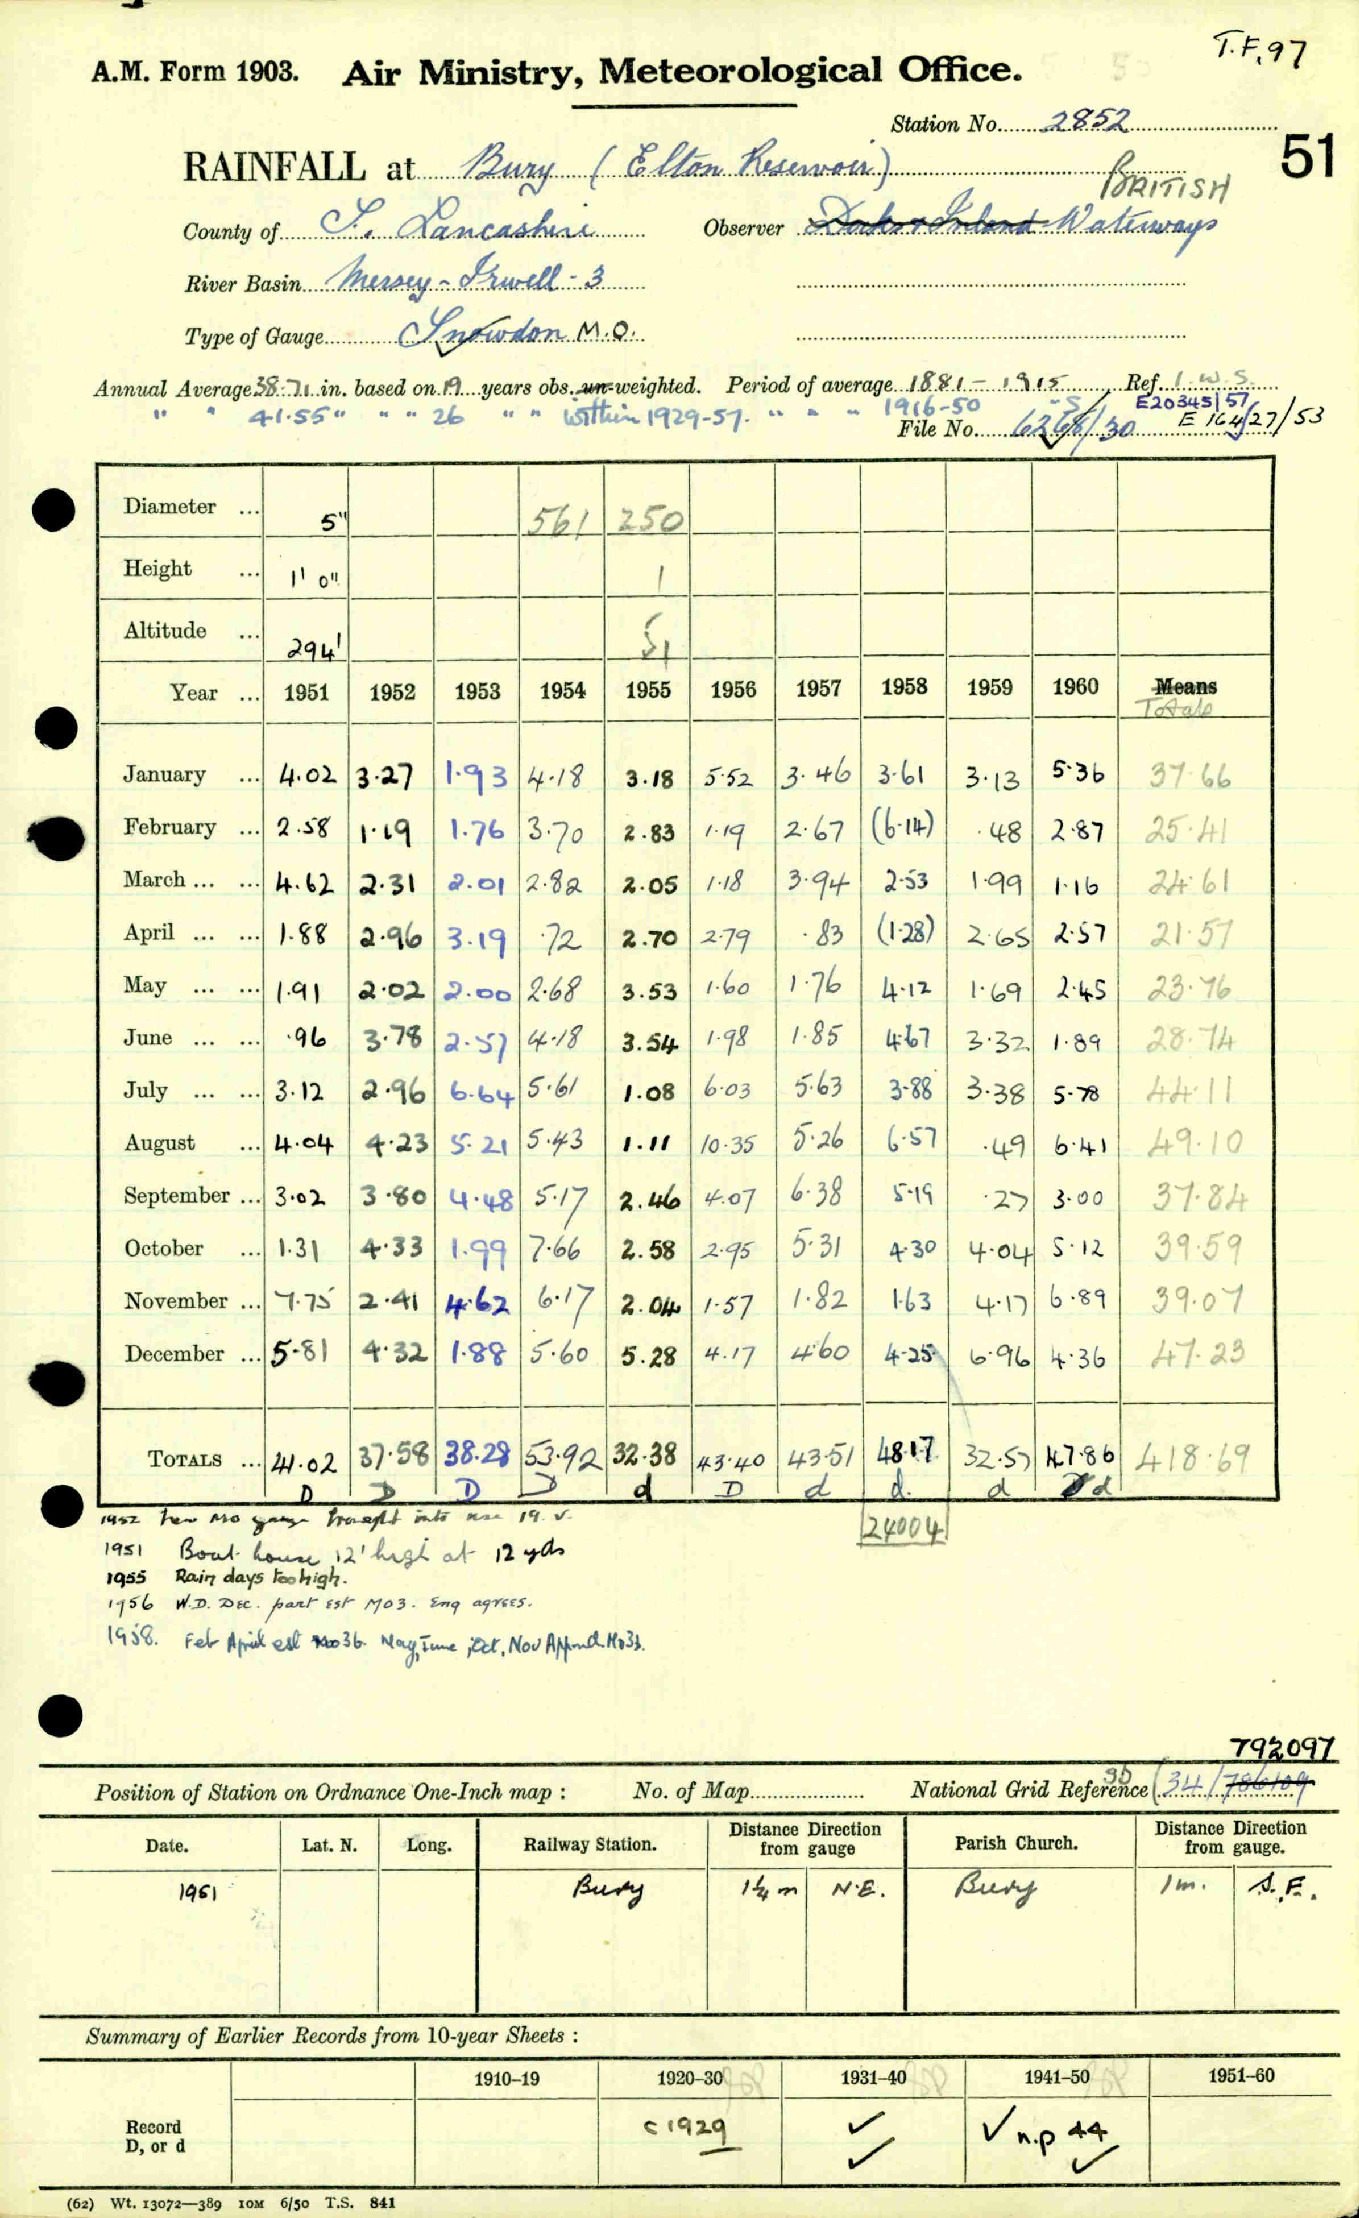 T.F. 97
A.M. Form 1903. Air Ministry, Meteorological Office.
Station No. 2852
51
RAINFALL at Bury (Elton Reservoir)
BRITISH
County of S. Lancashire Observer Docks & Inland Waterways
River Basin Mersey - Irwell - 3
Type of Gauge Snowdon M.O.
Annual Average 38.71 in. based on 19 years obs. un-weighted. Period of average 1881 - 1915 Ref. I.W.S.
" " 41.55 " " " 26 " " within 1929-57. " " " 1916-50 "S" E20345/57
File No. 6268/30 E 164/27/53
Diameter ... 5" 561 250
Height ... 1' 0" 1
Altitude ... 294' 51
Year ... 1951 1952 1953 1954 1955 1956 1957 1958 1959 1960 Means
Totals
January ... 4.02 3.27 1.93 4.18 3.18 5.52 3.46 3.61 3.13 5.36 37.66
February ... 2.58 1.19 1.76 3.70 2.83 1.19 2.67 (6.14) .48 2.87 25.41
March ... ... 4.62 2.31 2.01 2.82 2.05 1.18 3.94 2.53 1.99 1.16 24.61
April ... ... 1.88 2.96 3.19 .72 2.70 2.79 .83 (1.28) 2.65 2.57 21.57
May ... ... 1.91 2.02 2.00 2.68 3.53 1.60 1.76 4.12 1.69 2.45 23.76
June ... ... .96 3.78 2.57 4.18 3.54 1.98 1.85 4.67 3.32 1.89 28.74
July ... ... 3.12 2.96 6.64 5.61 1.08 6.03 5.63 3.88 3.38 5.78 44.11
August ... 4.04 4.23 5.21 5.43 1.11 10.35 5.26 6.57 .49 6.41 49.10
September ... 3.02 3.80 4.48 5.17 2.46 4.07 6.38 5.19 .27 3.00 37.84
October ... 1.31 4.33 1.99 7.66 2.58 2.95 5.31 4.30 4.04 5.12 39.59
November ... 7.75 2.41 4.62 6.17 2.04 1.57 1.82 1.63 4.17 6.89 39.07
December ... 5.81 4.32 1.88 5.60 5.28 4.17 4.60 4.25 6.96 4.36 47.23
TOTALS ... 41.02 37.58 38.28 53.92 32.38 43.40 43.51 48.17 32.57 47.86 418.69
D D D D d D d d d d
1952 New MO gauge brought into use 19.v.
24004
1951 Boat house 12' high at 12 yds
1955 Rain days too high.
1956 W.D. Dec. part est MO3. Eng agrees.
1958. Feb April est Mo3b. May, June, Oct, Nov Appned. Mo3b.
792097
Position of Station on Ordnance One-Inch map : No. of Map National Grid Reference (34/786109
SD
Date. Lat. N. Long. Railway Station. Distance Direction from gauge Parish Church. Distance Direction from gauge.
1951 Bury 1¼ m N.E. Bury 1m. S.E.
Summary of Earlier Records from 10-year Sheets :
1910–19 1920–30 1931–40 1941–50 1951–60
Record D, or d c 1929 ✓ ✓ ✓ n.p 44 ✓
(62) Wt. 13072—389 10M 6/50 T.S. 841